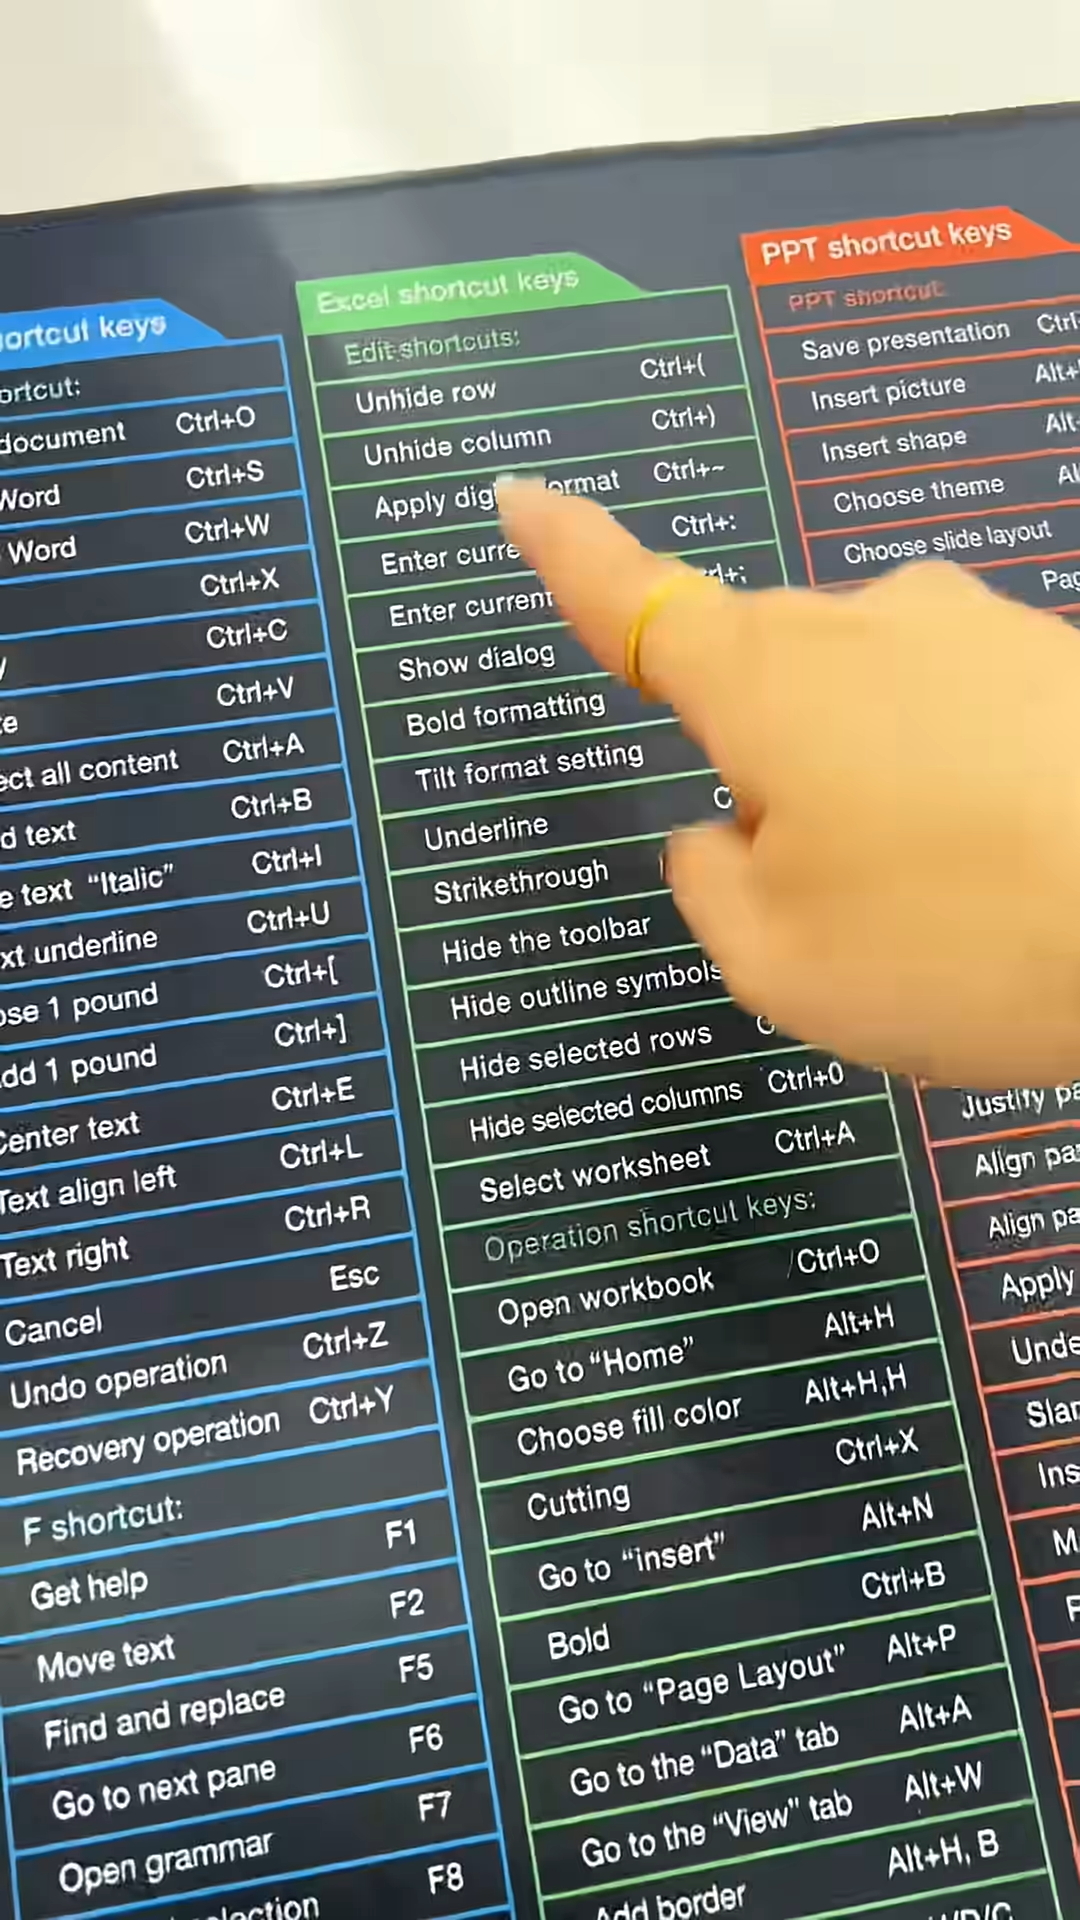 ortcut keys
ortcut:
document Ctrl+O
Word Ctrl+S
Word Ctrl+W
Ctrl+X
y Ctrl+C
te Ctrl+V
ect all content Ctrl+A
d text Ctrl+B
e text “Italic” Ctrl+I
xt underline Ctrl+U
ose 1 pound Ctrl+[
dd 1 pound Ctrl+]
Center text Ctrl+E
Text align left Ctrl+L
Text right Ctrl+R
Cancel Esc
Undo operation Ctrl+Z
Recovery operation Ctrl+Y
F shortcut:
Get help F1
Move text F2
Find and replace F5
Go to next pane F6
Open grammar F7
election F8
Excel shortcut keys
Edit shortcuts:
Unhide row Ctrl+(
Unhide column Ctrl+)
Apply dig ormat Ctrl+~
Enter curre Ctrl+:
Enter current rl+;
Show dialog
Bold formatting
Tilt format setting
Underline C
Strikethrough
Hide the toolbar
Hide outline symbols
Hide selected rows C
Hide selected columns Ctrl+0
Select worksheet Ctrl+A
Operation shortcut keys:
Open workbook Ctrl+O
Go to “Home” Alt+H
Choose fill color Alt+H,H
Cutting Ctrl+X
Go to “insert” Alt+N
Bold Ctrl+B
Go to “Page Layout” Alt+P
Go to the “Data” tab Alt+A
Go to the “View” tab Alt+W
Add border Alt+H, B
PPT shortcut keys
PPT shortcut:
Save presentation Ctrl+
Insert picture Alt+
Insert shape Alt+
Choose theme Al
Choose slide layout
Pag
Justify pa
Align pa
Align pa
Apply
Unde
Slan
Ins
M